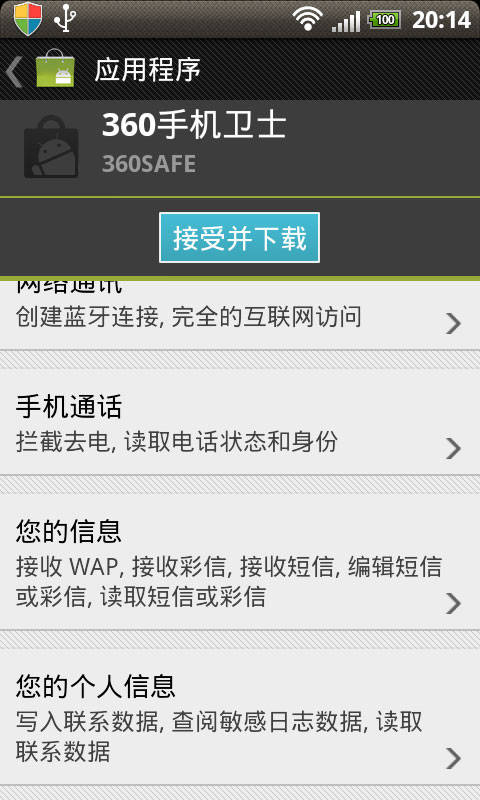 100 20:14
应用程序
360手机卫士
360SAFE
接受并下载
网络通讯
创建蓝牙连接, 完全的互联网访问
手机通话
拦截去电, 读取电话状态和身份
您的信息
接收 WAP, 接收彩信, 接收短信, 编辑短信
或彩信, 读取短信或彩信
您的个人信息
写入联系数据, 查阅敏感日志数据, 读取
联系数据